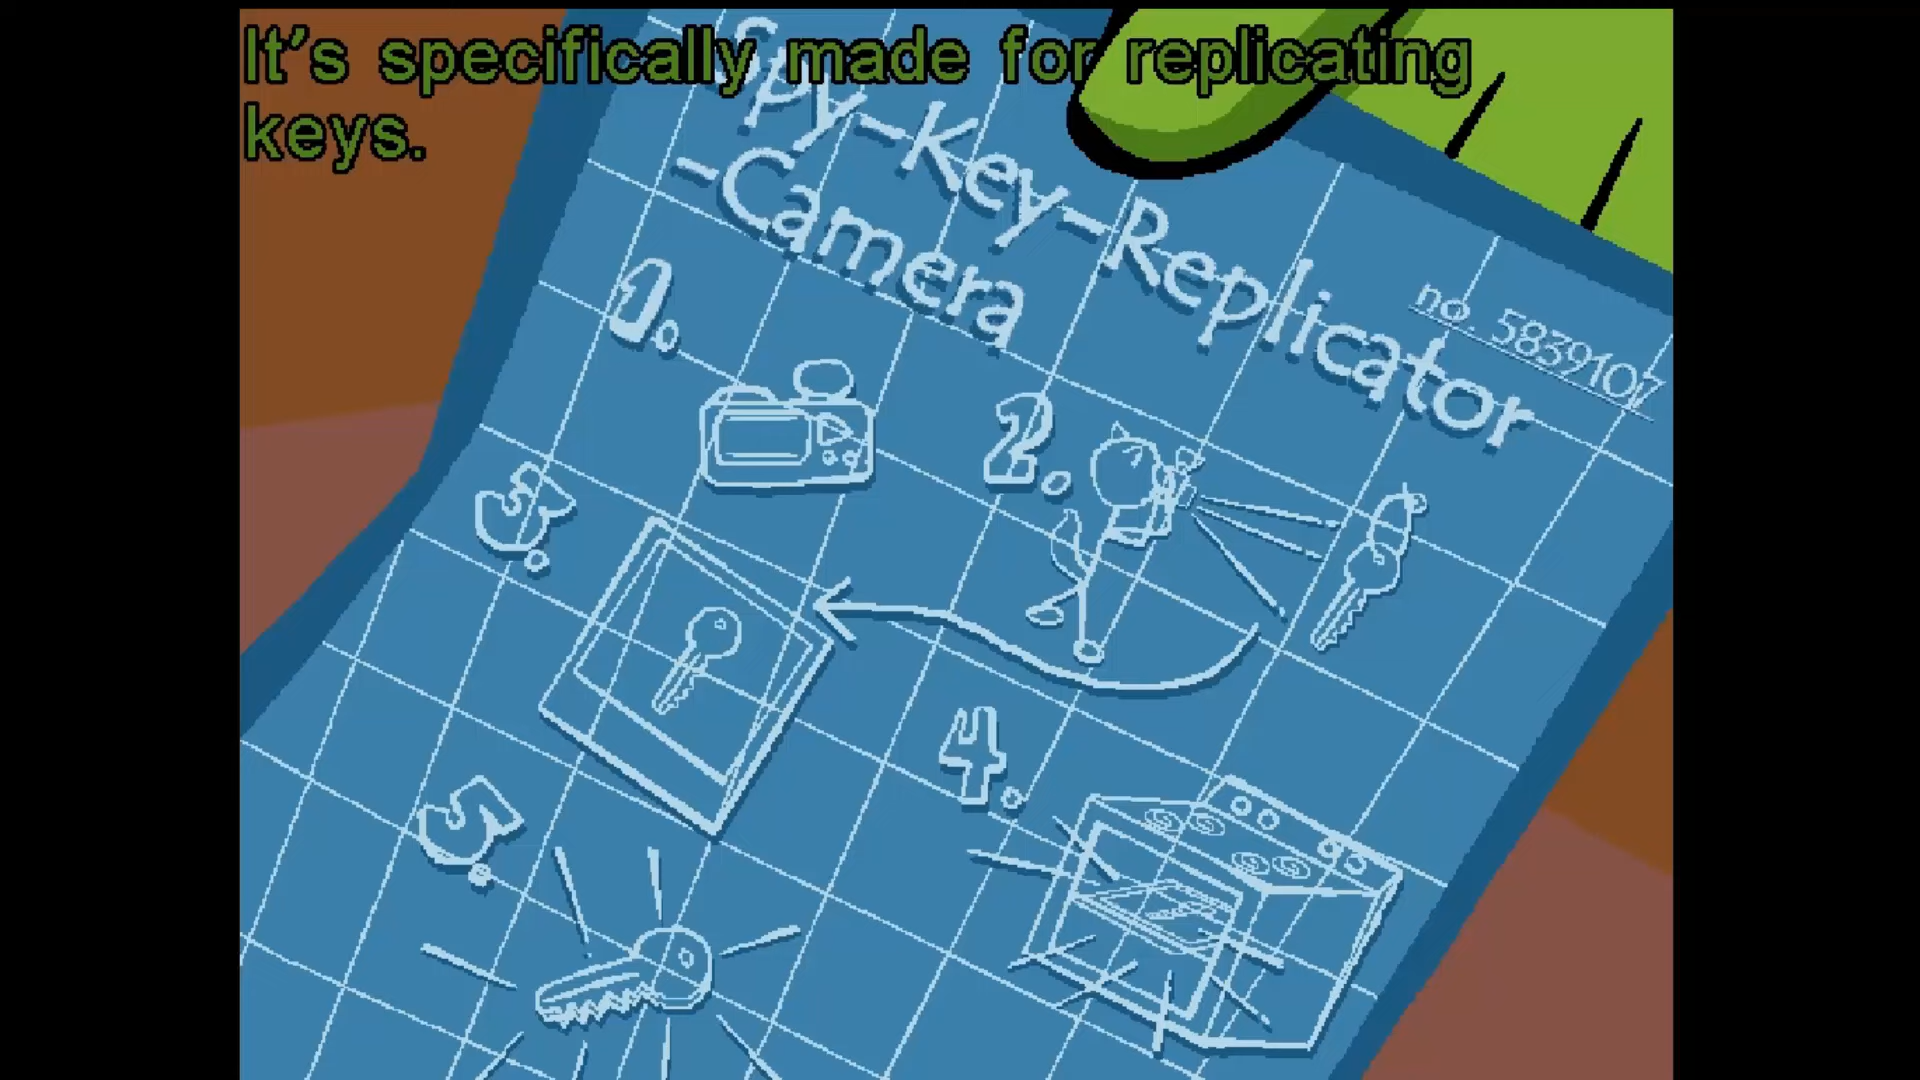 It's specifically made for replicating
keys.
Spy-Key-Replicator
-Camera
no. 5839107
1.
2.
3.
4.
5.